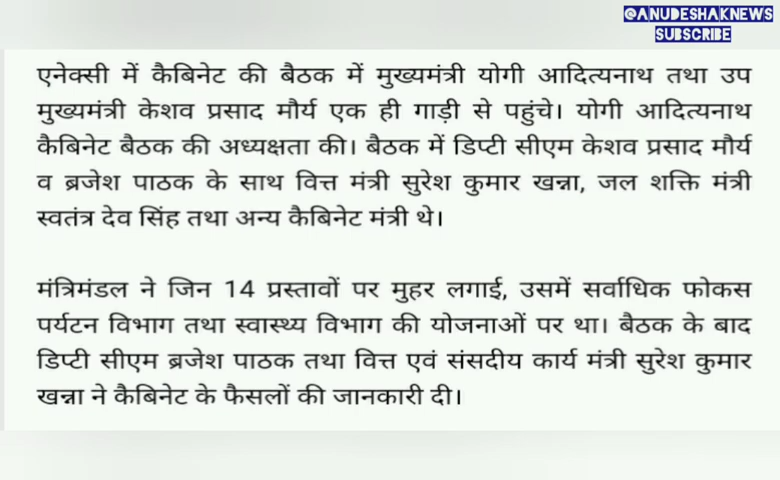 @ANUDESHAKNEWS
SUBSCRIBE
एनेक्सी में कैबिनेट की बैठक में मुख्यमंत्री योगी आदित्यनाथ तथा उप
मुख्यमंत्री केशव प्रसाद मौर्य एक ही गाड़ी से पहुंचे। योगी आदित्यनाथ
कैबिनेट बैठक की अध्यक्षता की। बैठक में डिप्टी सीएम केशव प्रसाद मौर्य
व ब्रजेश पाठक के साथ वित्त मंत्री सुरेश कुमार खन्ना, जल शक्ति मंत्री
स्वतंत्र देव सिंह तथा अन्य कैबिनेट मंत्री थे।
मंत्रिमंडल ने जिन 14 प्रस्तावों पर मुहर लगाई, उसमें सर्वाधिक फोकस
पर्यटन विभाग तथा स्वास्थ्य विभाग की योजनाओं पर था। बैठक के बाद
डिप्टी सीएम ब्रजेश पाठक तथा वित्त एवं संसदीय कार्य मंत्री सुरेश कुमार
खन्ना ने कैबिनेट के फैसलों की जानकारी दी।